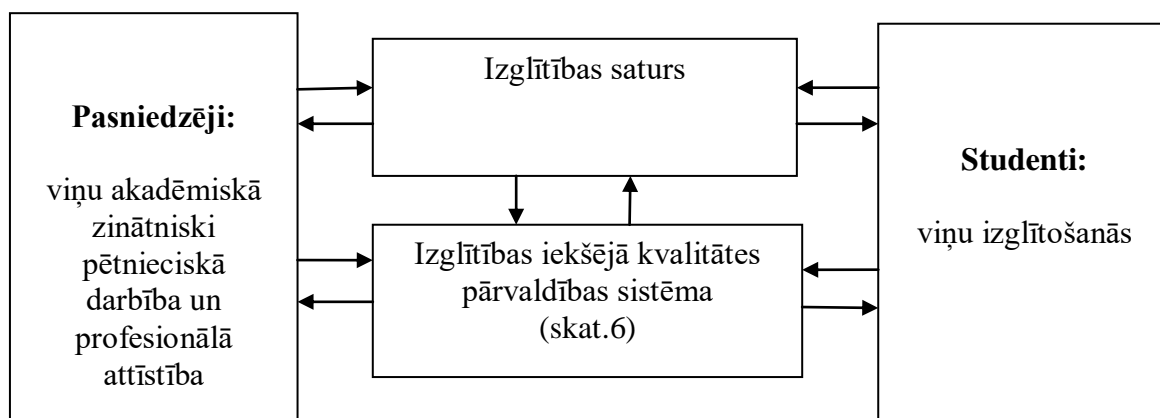 Pasniedzēji:
viņu akadēmiskā
zinātniski
pētnieciskā
darbība un
profesionālā
attīstība
Izglītības saturs
Izglītības iekšējā kvalitātes
pārvaldības sistēma
(skat.6)
Studenti:
viņu izglītošanās